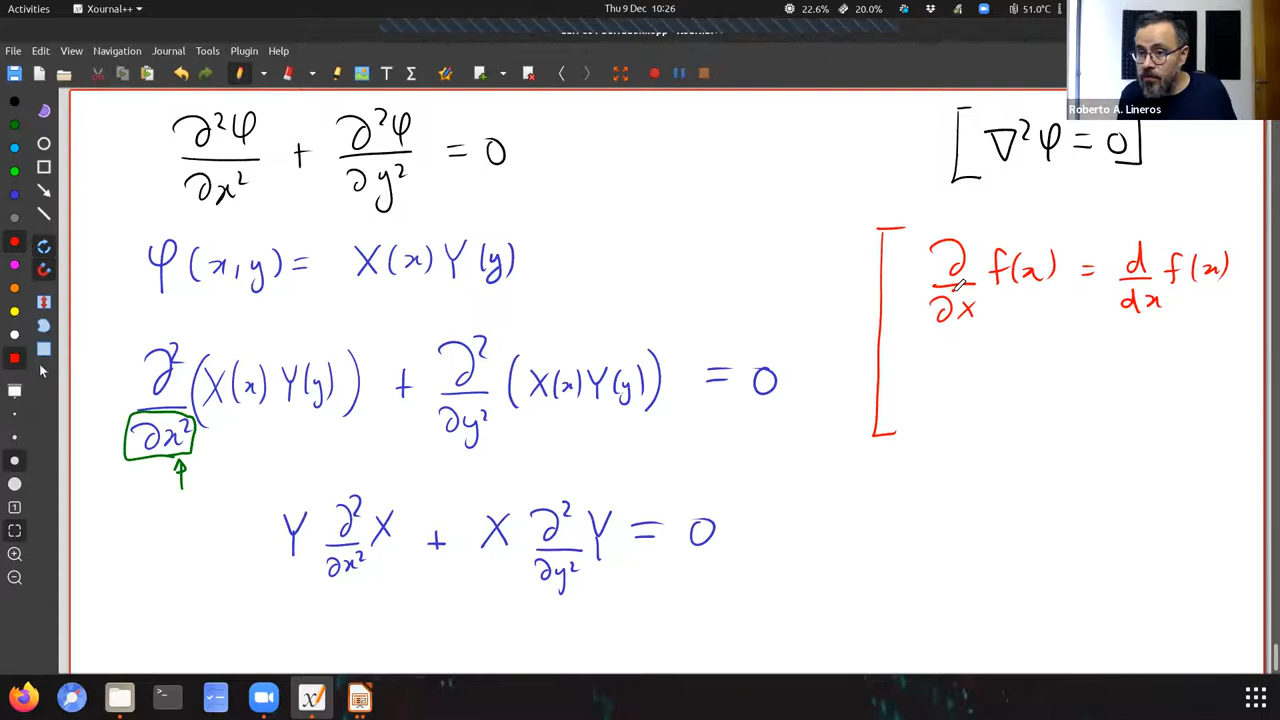 Activities
Xournal++
Thu 9 Dec 10:26
22.6%
20.0%
51.0°C
File Edit View Navigation Journal Tools Plugin Help
Roberto A. Lineros
∂²φ/∂x² + ∂²φ/∂y² = 0
[∇²φ = 0]
φ(x,y) = X(x)Y(y)
∂/∂x f(x) = d/dx f(x)
∂²/∂x² (X(x)Y(y)) + ∂²/∂y² (X(x)Y(y)) = 0
Y ∂²/∂x² X + X ∂²/∂y² Y = 0